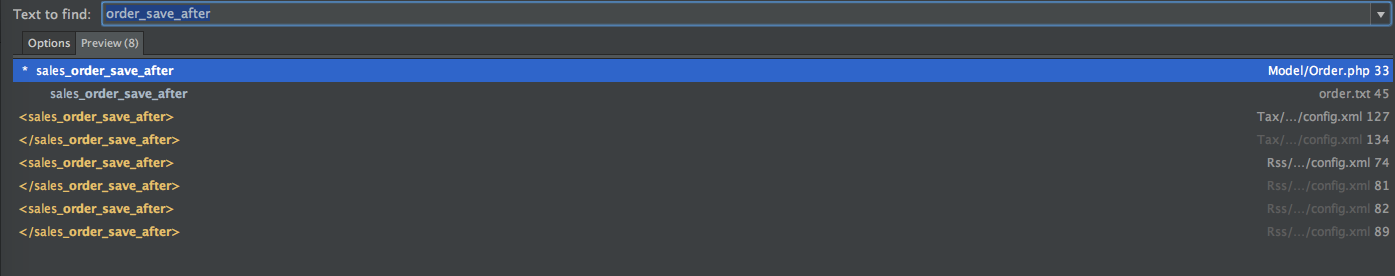 Text to find: order_save_after
Options Preview (8)
* sales_order_save_after Model/Order.php 33
sales_order_save_after order.txt 45
<sales_order_save_after> Tax/.../config.xml 127
</sales_order_save_after> Tax/.../config.xml 134
<sales_order_save_after> Rss/.../config.xml 74
</sales_order_save_after> Rss/.../config.xml 81
<sales_order_save_after> Rss/.../config.xml 82
</sales_order_save_after> Rss/.../config.xml 89